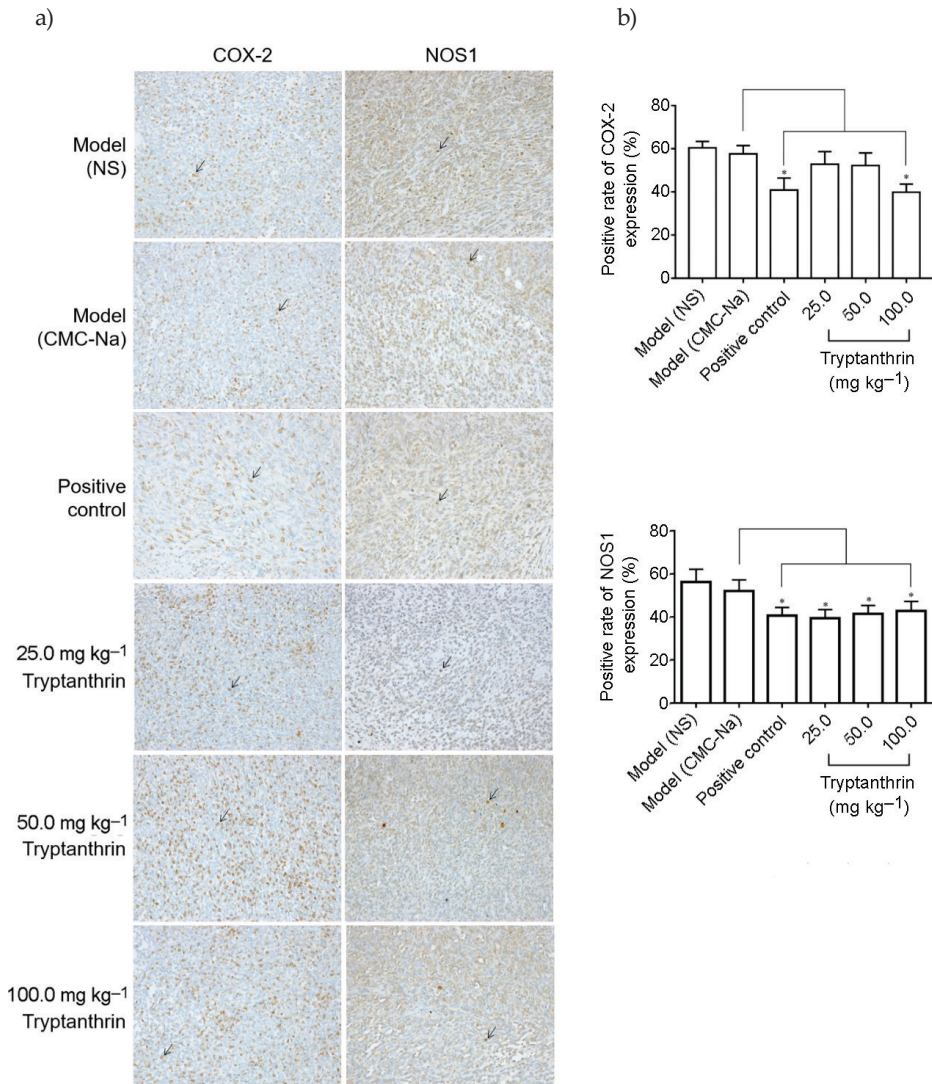 a)
COX-2 NOS1
Model
(NS)
Model
(CMC-Na)
Positive
control
25.0 mg kg⁻¹
Tryptanthrin
50.0 mg kg⁻¹
Tryptanthrin
100.0 mg kg⁻¹
Tryptanthrin
b)
Positive rate of COX-2
expression (%)
80
60
40
20
0
* *
Model (NS)
Model (CMC-Na)
Positive control
25.0
50.0
100.0
Tryptanthrin
(mg kg⁻¹)
Positive rate of NOS1
expression (%)
80
60
40
20
0
* * * *
Model (NS)
Model (CMC-Na)
Positive control
25.0
50.0
100.0
Tryptanthrin
(mg kg⁻¹)